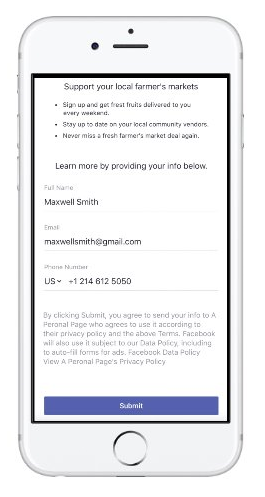 Support your local farmer's markets
• Sign up and get frest fruits delivered to you
every weekend.
• Stay up to date on your local community vendors.
• Never miss a fresh farmer's market deal again.
Learn more by providing your info below.
Full Name
Maxwell Smith
Email
maxwellsmith@gmail.com
Phone Number
US +1 214 612 5050
By clicking Submit, you agree to send your info to A
Peronal Page who agrees to use it according to
their privacy policy and the above Terms. Facebook
will also use it subject to our Data Policy, including
to auto-fill forms for ads. Facebook Data Policy
View A Peronal Page's Privacy Policy
Submit